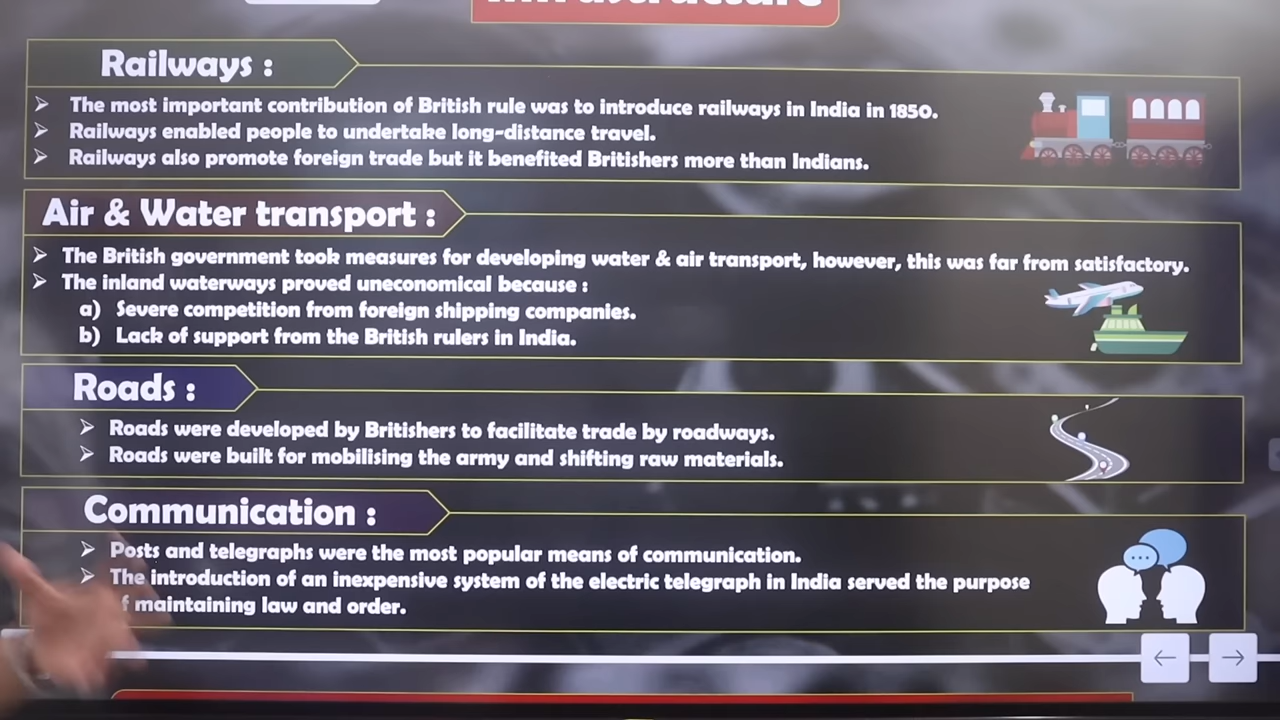 Infrastructure
Railways :
➢ The most important contribution of British rule was to introduce railways in India in 1850.
➢ Railways enabled people to undertake long-distance travel.
➢ Railways also promote foreign trade but it benefited Britishers more than Indians.
Air & Water transport :
➢ The British government took measures for developing water & air transport, however, this was far from satisfactory.
➢ The inland waterways proved uneconomical because :
a) Severe competition from foreign shipping companies.
b) Lack of support from the British rulers in India.
Roads :
➢ Roads were developed by Britishers to facilitate trade by roadways.
➢ Roads were built for mobilising the army and shifting raw materials.
Communication :
➢ Posts and telegraphs were the most popular means of communication.
➢ The introduction of an inexpensive system of the electric telegraph in India served the purpose
of maintaining law and order.